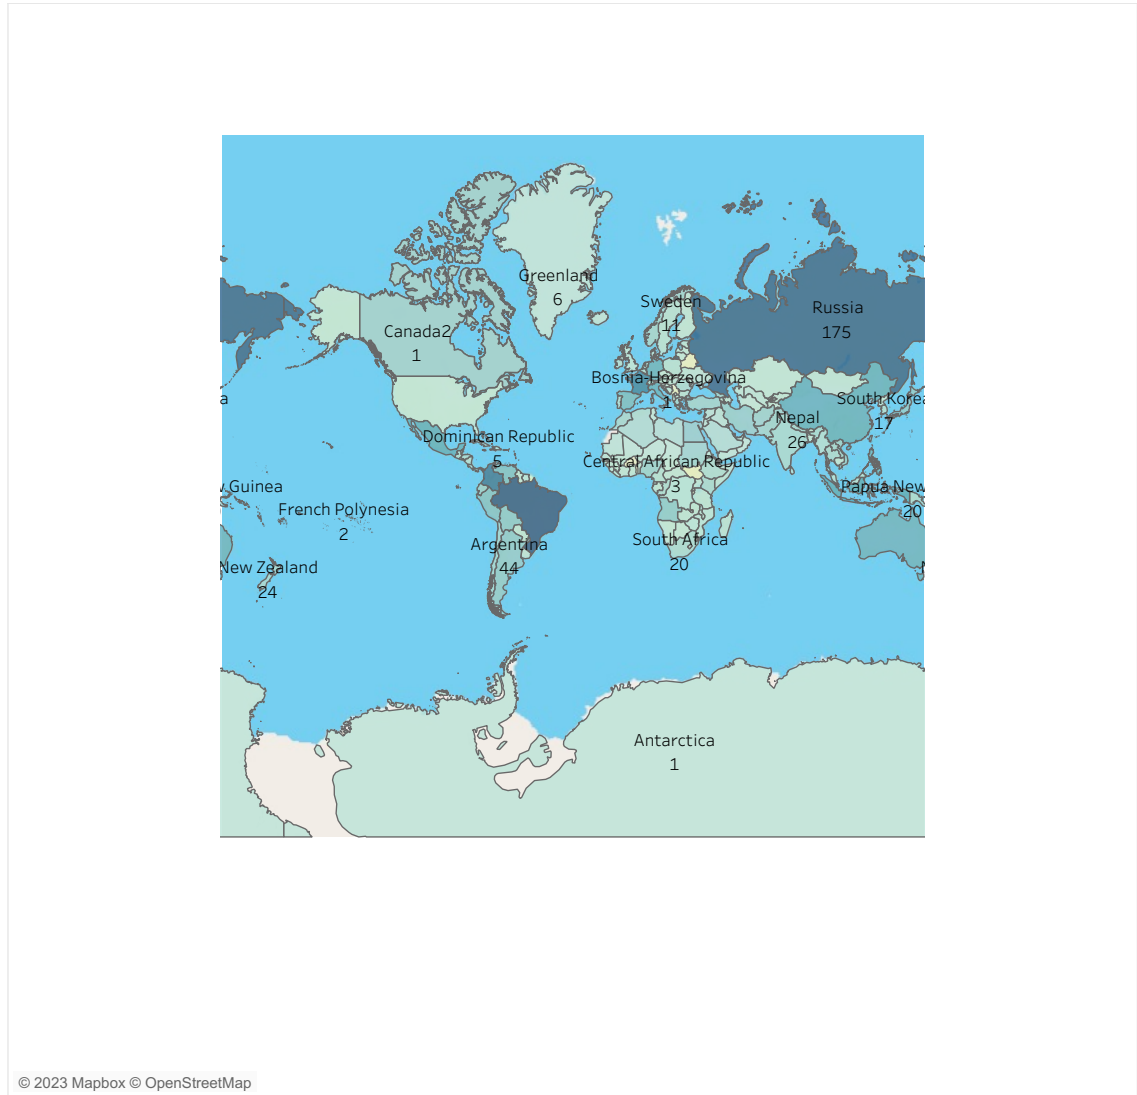 Greenland
6
Sweden
11
Russia
175
Canada2
1
Bosnia-Horzegovina
1
a
South Korea
17
Nepal
26
Dominican Republic
5
Central African Republic
3
v Guinea
Papua New
20
French Polynesia
2
Argentina
44
South Africa
20
New Zealand
24
N
Antarctica
1
© 2023 Mapbox © OpenStreetMap